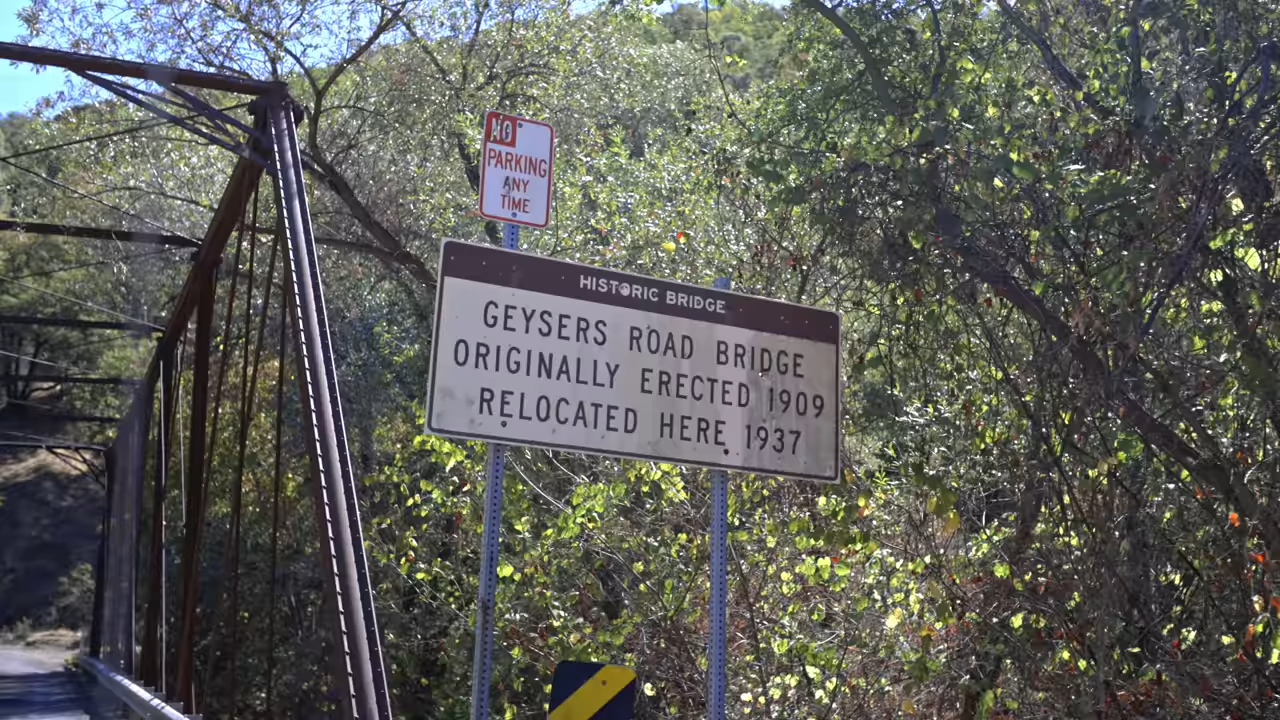 NO
PARKING
ANY
TIME
HISTORIC BRIDGE
GEYSERS ROAD BRIDGE
ORIGINALLY ERECTED 1909
RELOCATED HERE 1937